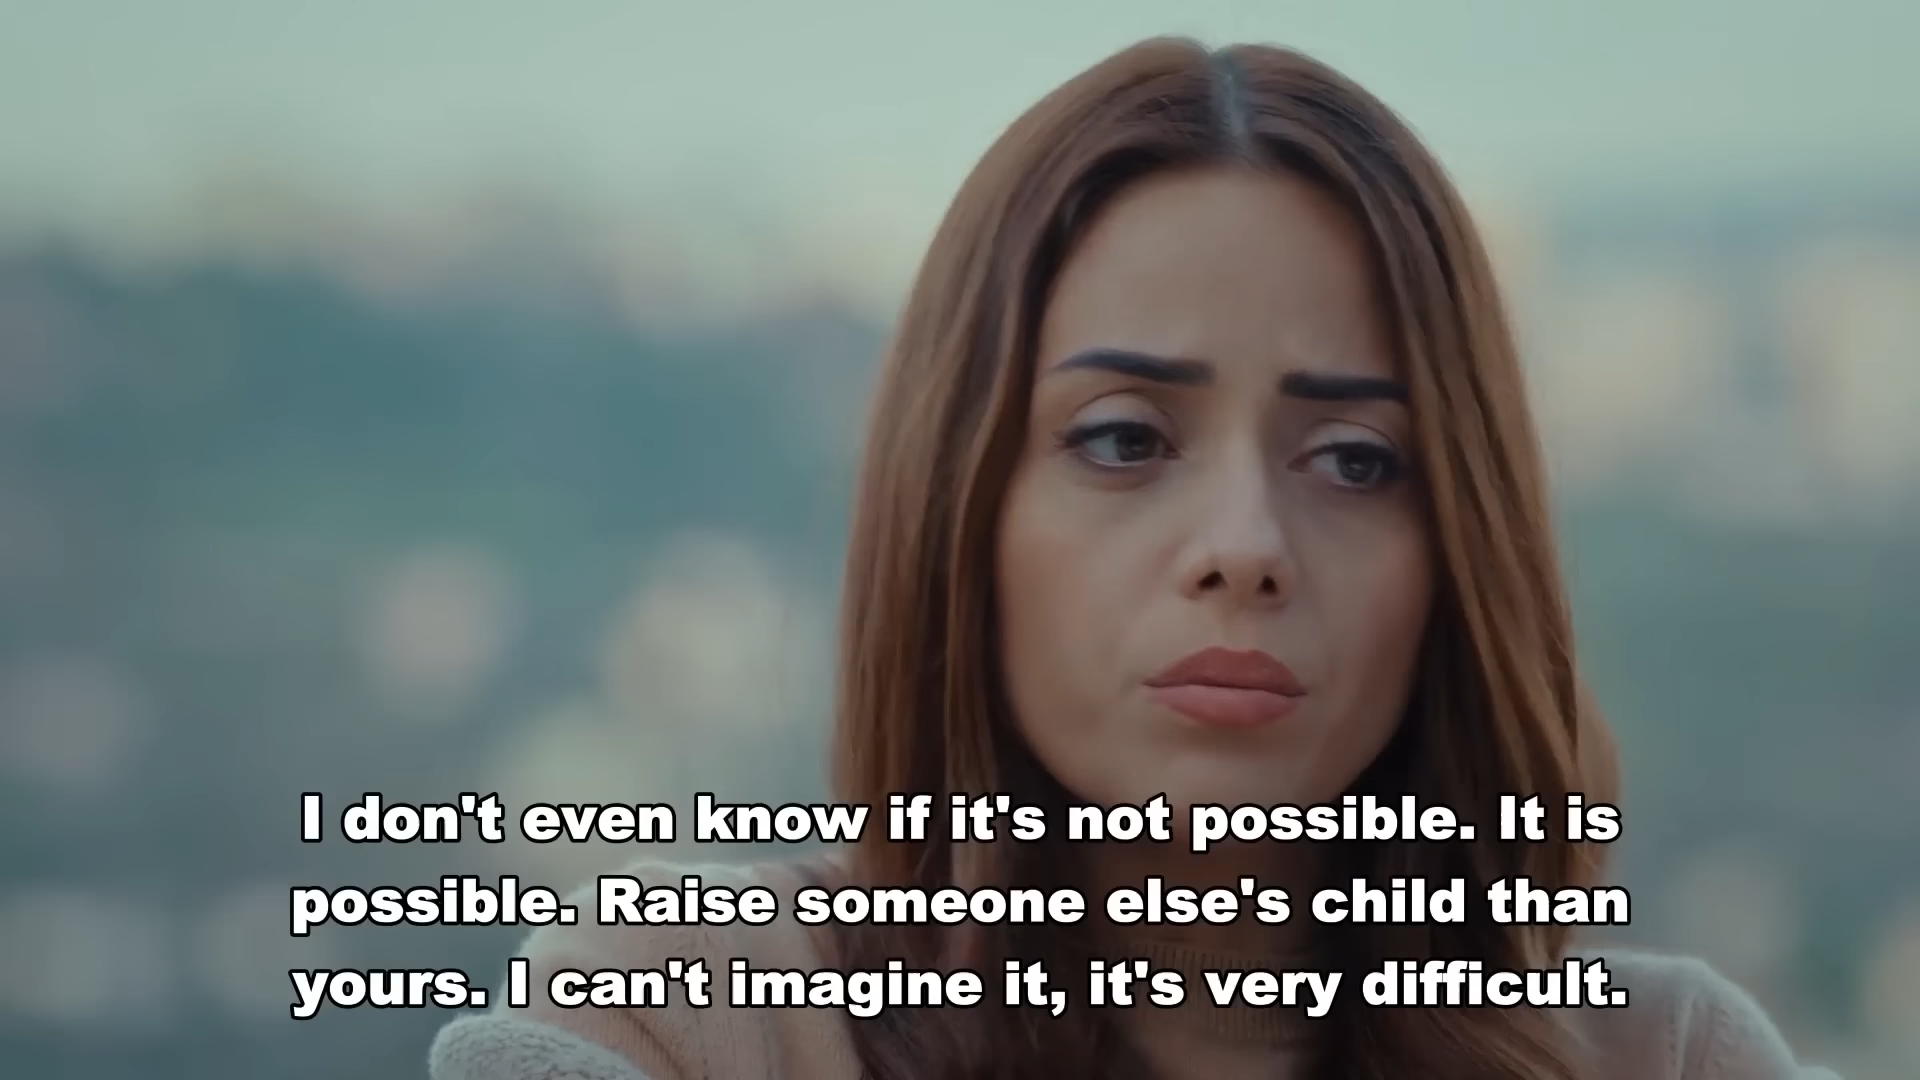 I don't even know if it's not possible. It is
possible. Raise someone else's child than
yours. I can't imagine it, it's very difficult.